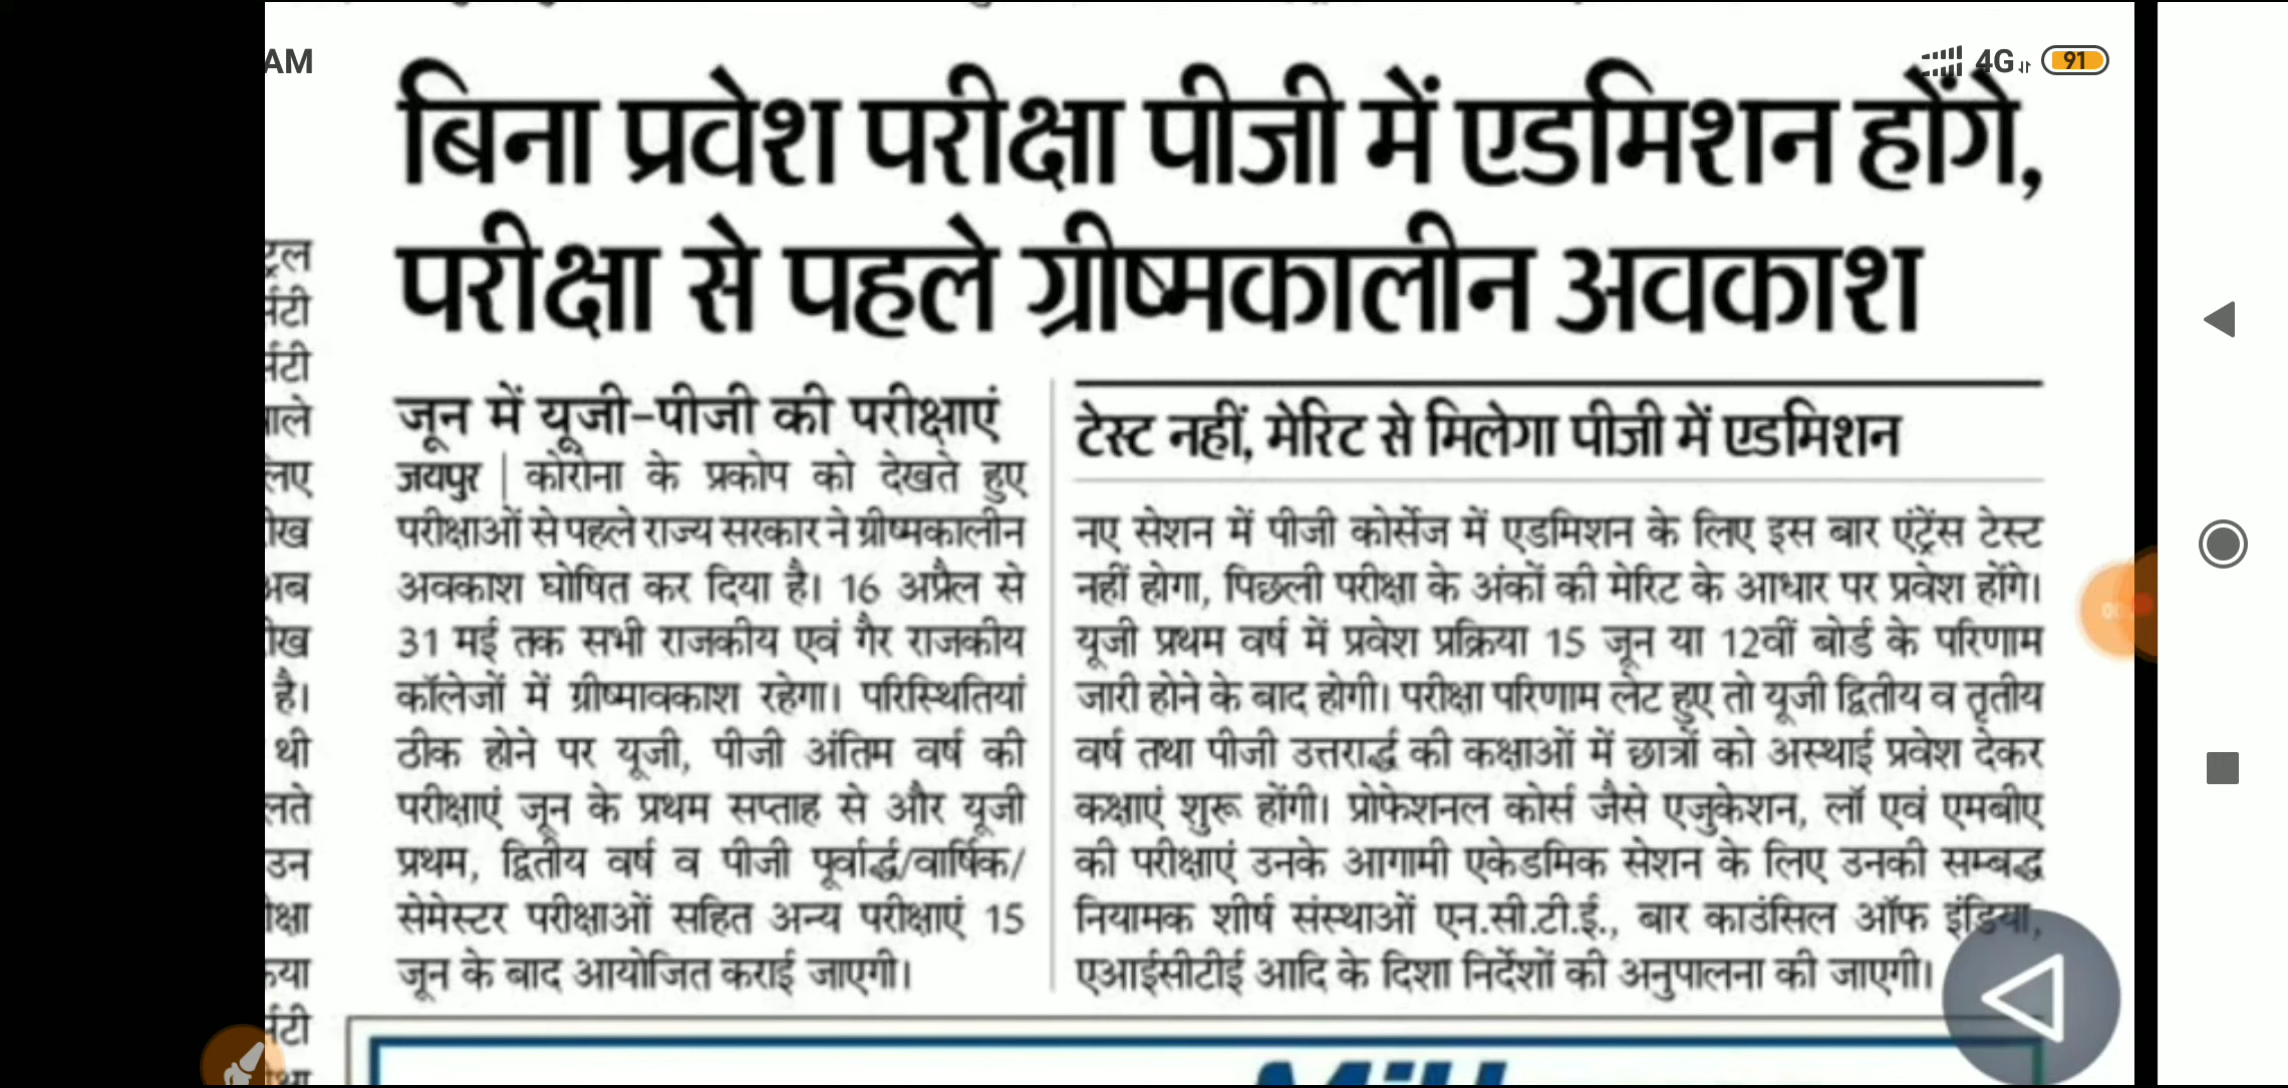 AM
4G
91
बिना प्रवेश परीक्षा पीजी में एडमिशन होंगे,
परीक्षा से पहले ग्रीष्मकालीन अवकाश
जून में यूजी-पीजी की परीक्षाएं
जयपुर | कोरोना के प्रकोप को देखते हुए
परीक्षाओं से पहले राज्य सरकार ने ग्रीष्मकालीन
अवकाश घोषित कर दिया है। 16 अप्रैल से
31 मई तक सभी राजकीय एवं गैर राजकीय
कॉलेजों में ग्रीष्मावकाश रहेगा। परिस्थितियां
ठीक होने पर यूजी, पीजी अंतिम वर्ष की
परीक्षाएं जून के प्रथम सप्ताह से और यूजी
प्रथम, द्वितीय वर्ष व पीजी पूर्वार्द्ध/वार्षिक/
सेमेस्टर परीक्षाओं सहित अन्य परीक्षाएं 15
जून के बाद आयोजित कराई जाएगी।
टेस्ट नहीं, मेरिट से मिलेगा पीजी में एडमिशन
नए सेशन में पीजी कोर्सेज में एडमिशन के लिए इस बार एंट्रेंस टेस्ट
नहीं होगा, पिछली परीक्षा के अंकों की मेरिट के आधार पर प्रवेश होंगे।
यूजी प्रथम वर्ष में प्रवेश प्रक्रिया 15 जून या 12वीं बोर्ड के परिणाम
जारी होने के बाद होगी। परीक्षा परिणाम लेट हुए तो यूजी द्वितीय व तृतीय
वर्ष तथा पीजी उत्तरार्द्ध की कक्षाओं में छात्रों को अस्थाई प्रवेश देकर
कक्षाएं शुरू होंगी। प्रोफेशनल कोर्स जैसे एजुकेशन, लॉ एवं एमबीए
की परीक्षाएं उनके आगामी एकेडमिक सेशन के लिए उनकी सम्बद्ध
नियामक शीर्ष संस्थाओं एन.सी.टी.ई., बार काउंसिल ऑफ इंडिया,
एआईसीटीई आदि के दिशा निर्देशों की अनुपालना की जाएगी।
है।
थी